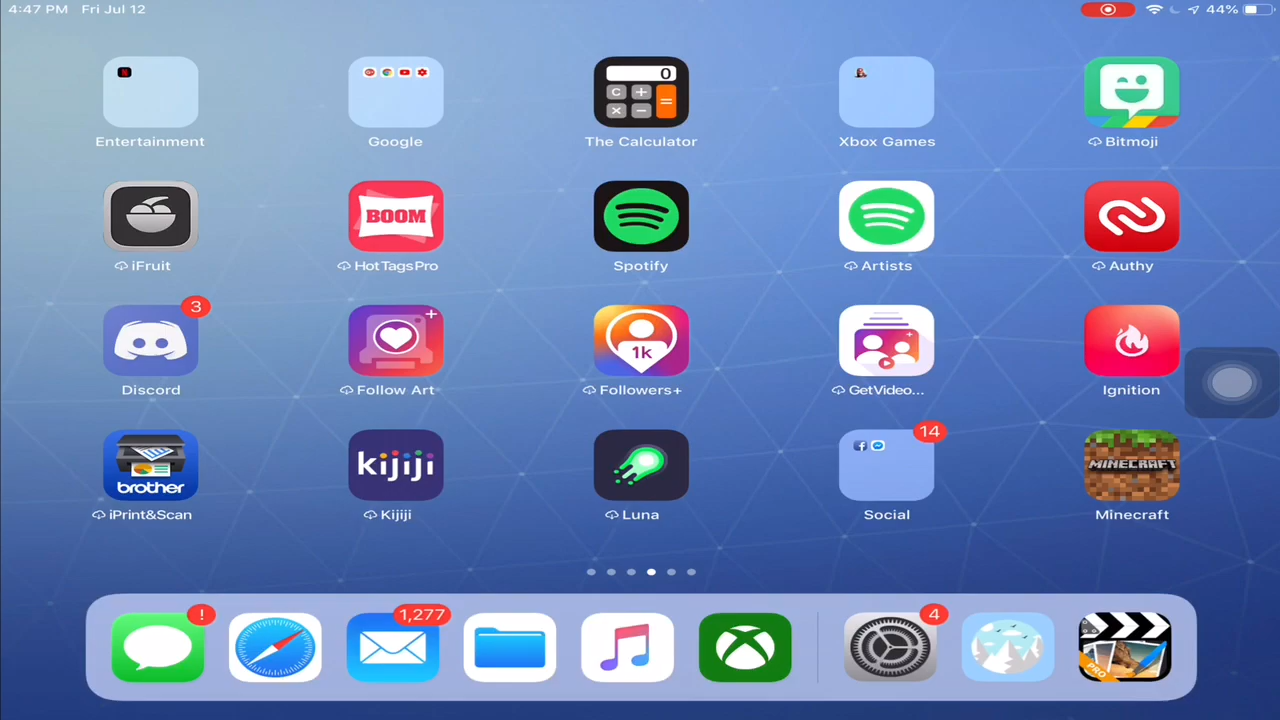 4:47 PM Fri Jul 12
44%
0
C
Entertainment
Google
The Calculator
Xbox Games
Bitmoji
BOOM
iFruit
HotTagsPro
Spotify
Artists
Authy
3
1k
Discord
Follow Art
Followers+
GetVideo...
Ignition
14
brother
kijiji
MINECRAFT
iPrint&Scan
Kijiji
Luna
Social
Minecraft
!
1,277
4
PRO